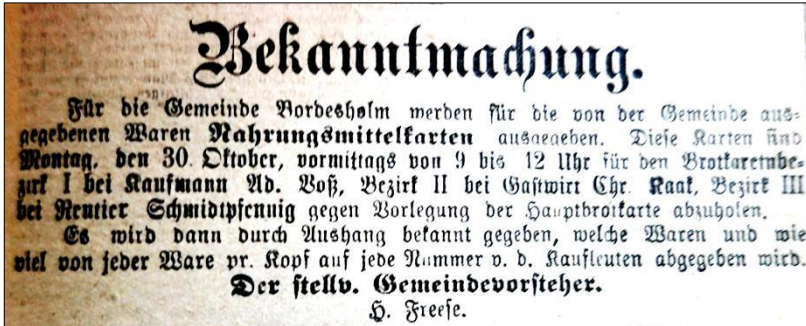 Bekanntmachung.
Für die Gemeinde Bordesholm werden für die von der Gemeinde aus-
gegebenen Waren Nahrungsmittelkarten ausgegeben. Diese Karten sind
Montag, den 30. Oktober, vormittags von 9 bis 12 Uhr für den Brotkaretnbe-
zirk I bei Kaufmann Ad. Voß, Bezirk II bei Gastwirt Chr. Raak, Bezirk III
bei Rentier Schmidtpfennig gegen Vorlegung der Hauptbrotkarte abzuholen.
Es wird dann durch Aushang bekannt gegeben, welche Waren und wie
viel von jeder Ware pr. Kopf auf jede Nummer v. d. Kaufleuten abgegeben wird.
Der stellv. Gemeindevorsteher.
H. Freese.